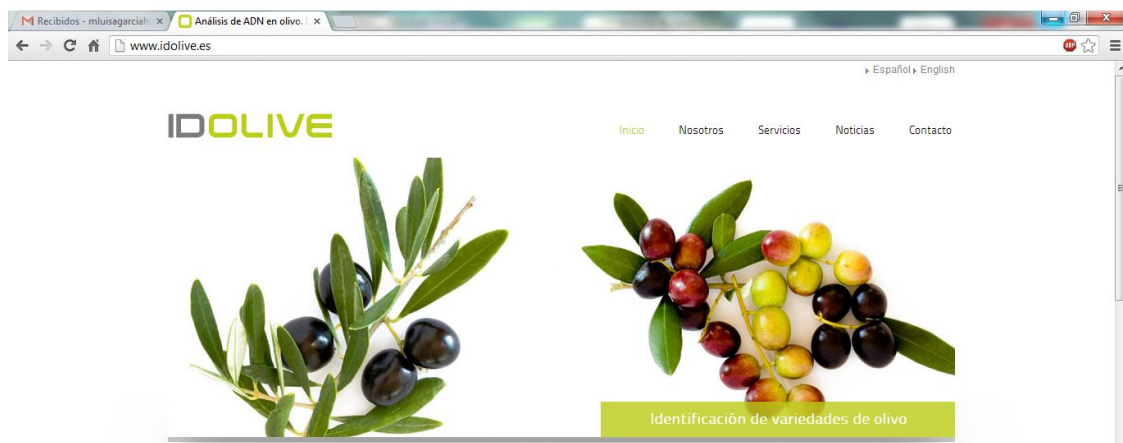 Recibidos - mluisagarciah
Análisis de ADN en olivo. |
www.idolive.es
ABP
Español English
IDOLIVE
Inicio Nosotros Servicios Noticias Contacto
Identificación de variedades de olivo